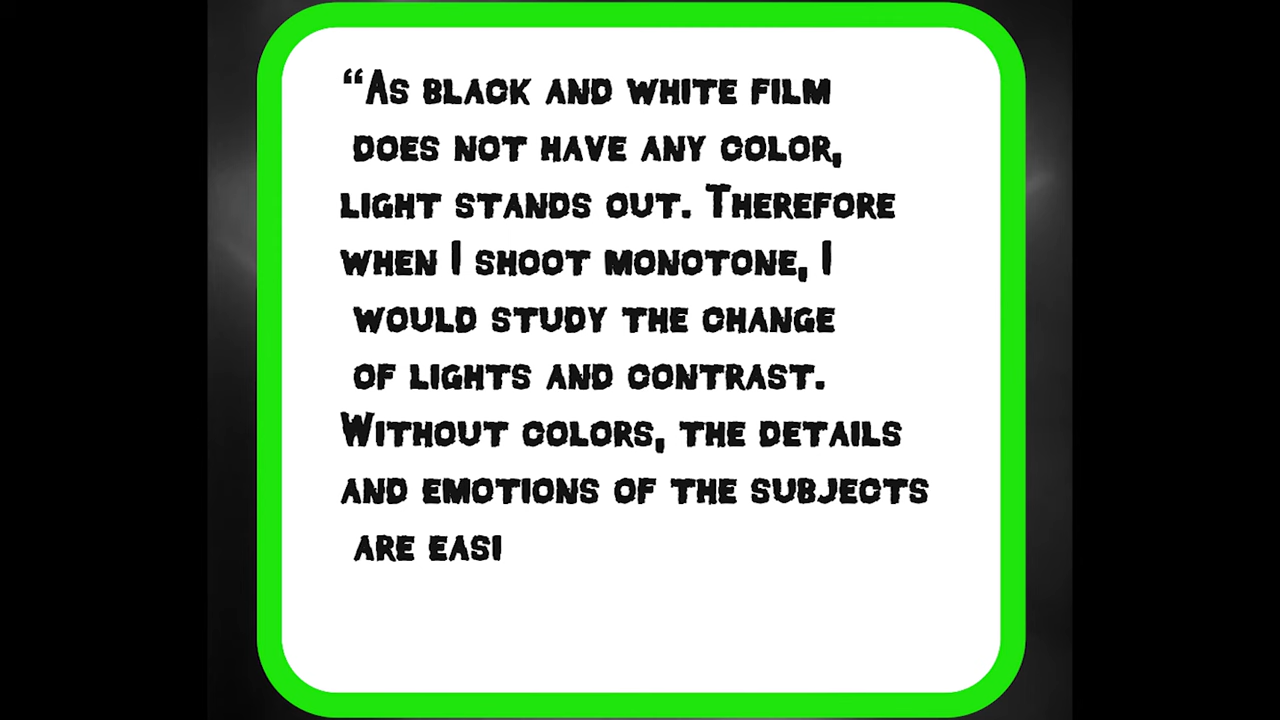 “As black and white film
does not have any color,
light stands out. Therefore
when I shoot monotone, I
would study the change
of lights and contrast.
Without colors, the details
and emotions of the subjects
are easi